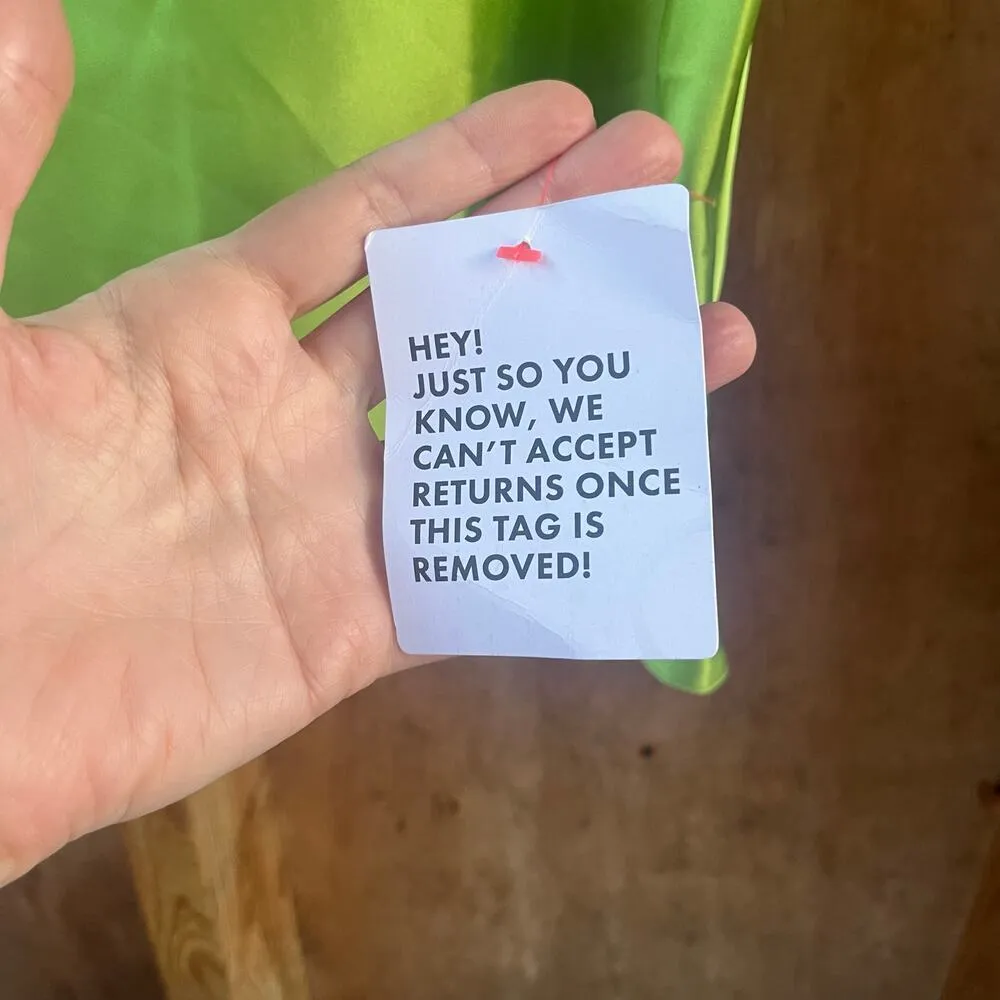 HEY!
JUST SO YOU
KNOW, WE
CAN'T ACCEPT
RETURNS ONCE
THIS TAG IS
REMOVED!